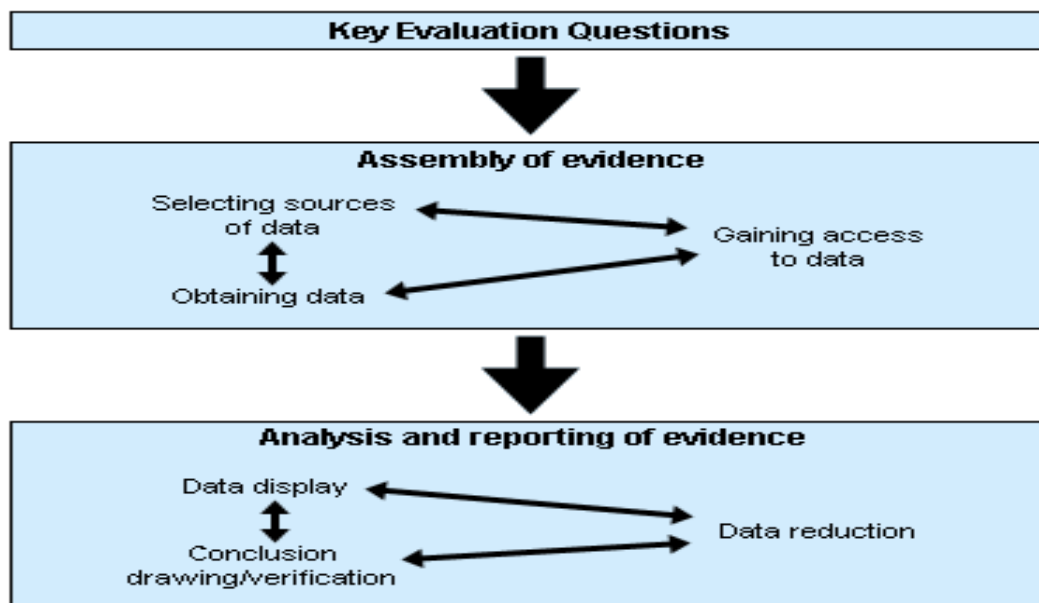 Key Evaluation Questions
Assembly of evidence
Selecting sources
of data
Gaining access
to data
Obtaining data
Analysis and reporting of evidence
Data display
Data reduction
Conclusion
drawing/verification